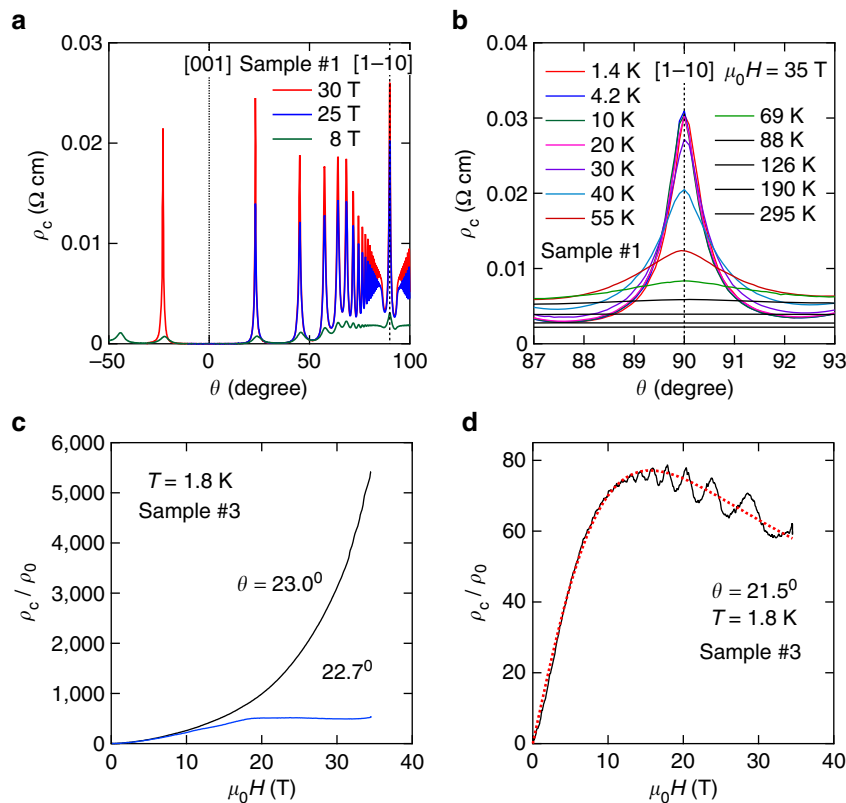 a
0.03
[001] Sample #1 [1–10]
30 T
25 T
8 T
0.02
0.01
0
ρc (Ω cm)
−50 0 50 100
θ (degree)
b
0.04
1.4 K [1–10] μ0H = 35 T
4.2 K
10 K 69 K
20 K 88 K
30 K 126 K
40 K 190 K
55 K 295 K
Sample #1
0.03
0.02
0.01
0
ρc (Ω cm)
87 88 89 90 91 92 93
θ (degree)
c
6,000
5,000
4,000
3,000
2,000
1,000
0
ρc / ρ0
T = 1.8 K
Sample #3
θ = 23.0⁰
22.7⁰
0 10 20 30 40
μ0H (T)
d
80
60
40
20
0
ρc / ρ0
θ = 21.5⁰
T = 1.8 K
Sample #3
0 10 20 30 40
μ0H (T)